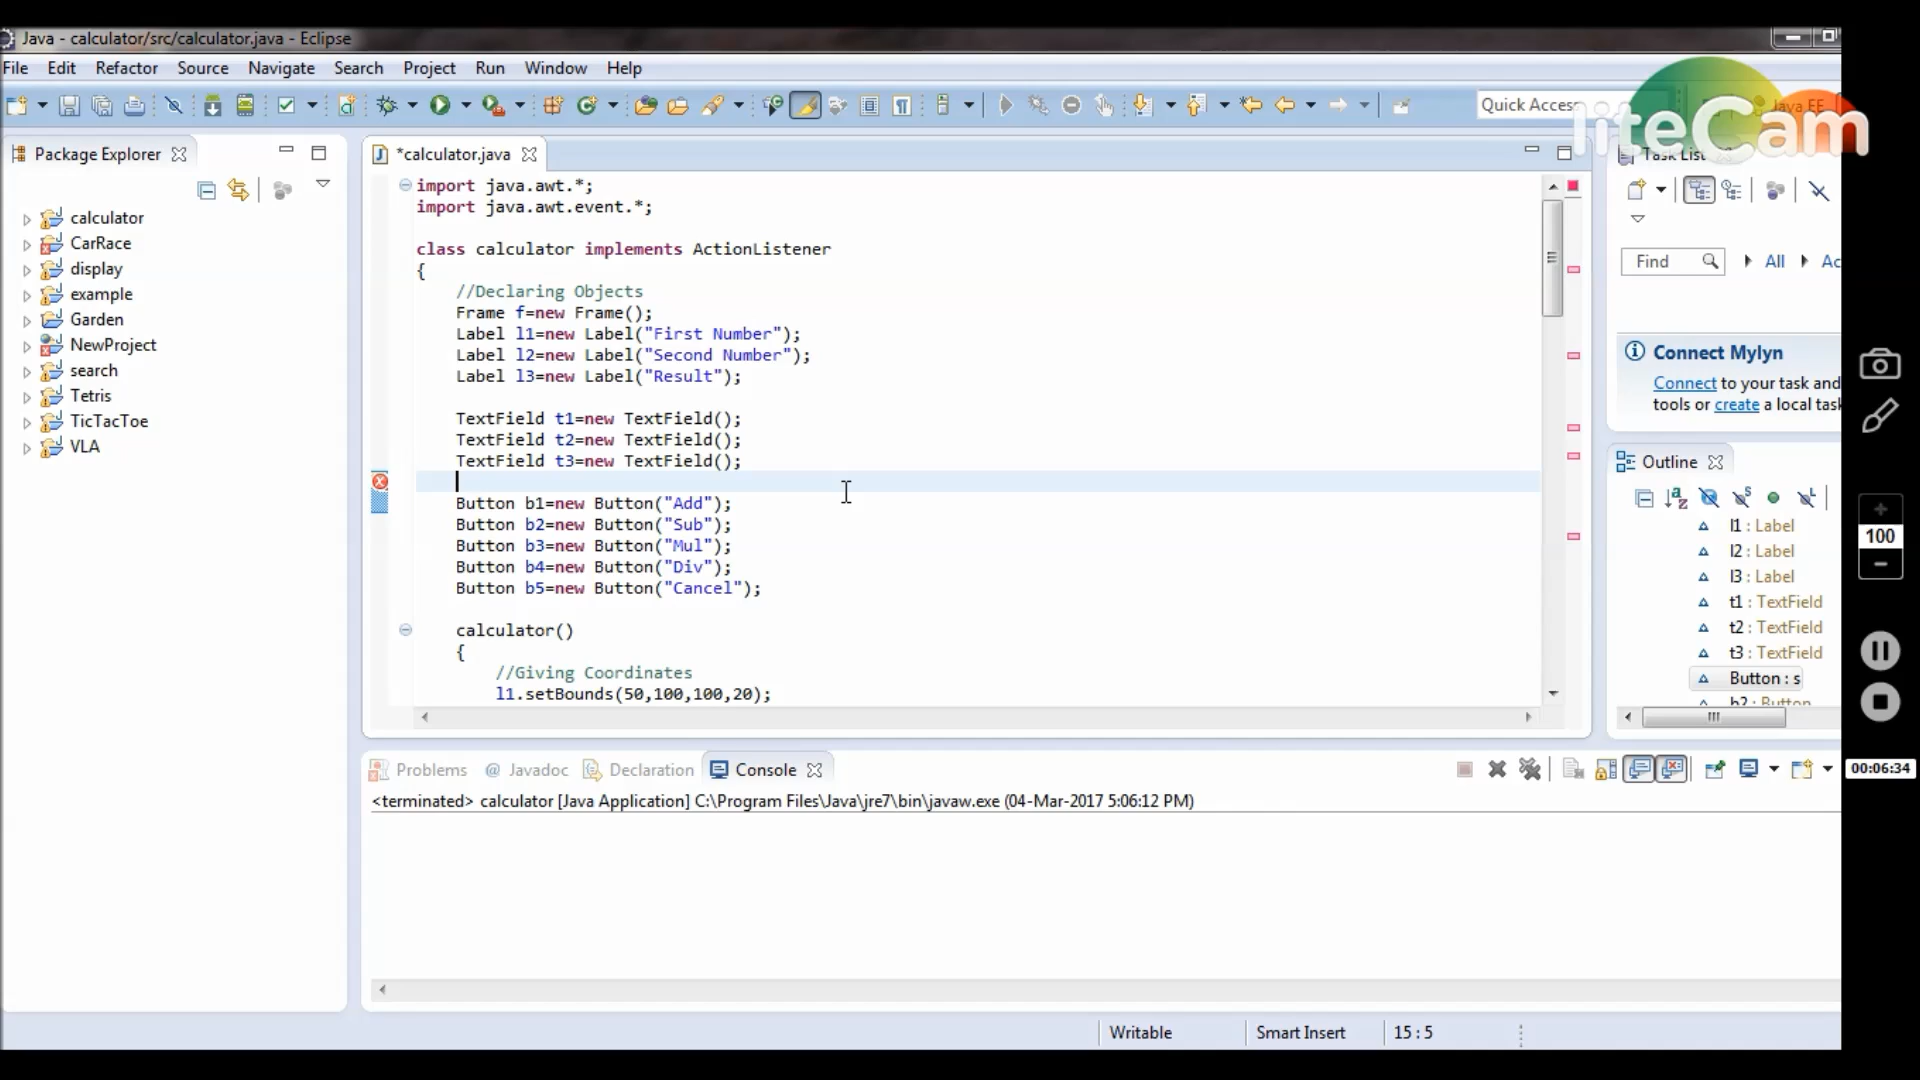 Java - calculator/src/calculator.java - Eclipse
File Edit Refactor Source Navigate Search Project Run Window Help
Quick Access
Java EE
liteCam
Package Explorer
calculator
CarRace
display
example
Garden
NewProject
search
Tetris
TicTacToe
VLA
*calculator.java
import java.awt.*;
import java.awt.event.*;
class calculator implements ActionListener
{
//Declaring Objects
Frame f=new Frame();
Label l1=new Label("First Number");
Label l2=new Label("Second Number");
Label l3=new Label("Result");
TextField t1=new TextField();
TextField t2=new TextField();
TextField t3=new TextField();
Button b1=new Button("Add");
Button b2=new Button("Sub");
Button b3=new Button("Mul");
Button b4=new Button("Div");
Button b5=new Button("Cancel");
calculator()
{
//Giving Coordinates
l1.setBounds(50,100,100,20);
Task List
Find All Ac
Connect Mylyn
Connect to your task and
tools or create a local task
Outline
l1 : Label
l2 : Label
l3 : Label
t1 : TextField
t2 : TextField
t3 : TextField
Button : s
b2 : Button
100
00:06:34
Problems @ Javadoc Declaration Console
<terminated> calculator [Java Application] C:\Program Files\Java\jre7\bin\javaw.exe (04-Mar-2017 5:06:12 PM)
Writable Smart Insert 15 : 5